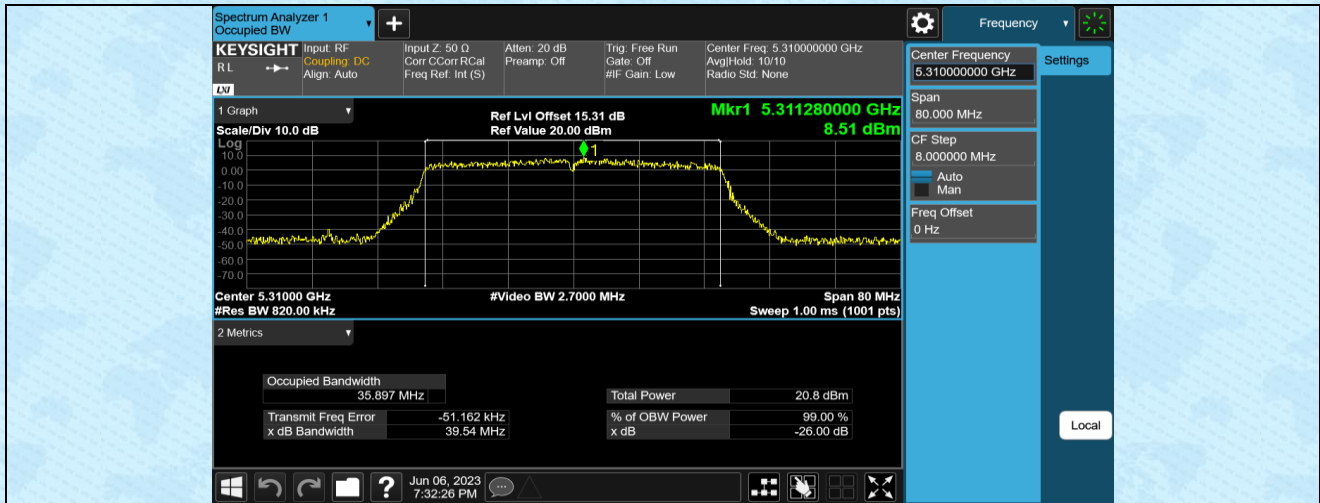 Spectrum Analyzer 1
Occupied BW
Frequency
KEYSIGHT
RL
LXI
Input: RF
Coupling: DC
Align: Auto
Input Z: 50 Ω
Corr CCorr RCal
Freq Ref: Int (S)
Atten: 20 dB
Preamp: Off
Trig: Free Run
Gate: Off
#IF Gain: Low
Center Freq: 5.310000000 GHz
Avg|Hold: 10/10
Radio Std: None
Center Frequency
5.310000000 GHz
Settings
Span
80.000 MHz
CF Step
8.000000 MHz
Auto
Man
Freq Offset
0 Hz
Local
1 Graph
Scale/Div 10.0 dB
Ref Lvl Offset 15.31 dB
Ref Value 20.00 dBm
Mkr1 5.311280000 GHz
8.51 dBm
Log
10.0
0.00
-10.0
-20.0
-30.0
-40.0
-50.0
-60.0
-70.0
1
Center 5.31000 GHz
#Res BW 820.00 kHz
#Video BW 2.7000 MHz
Span 80 MHz
Sweep 1.00 ms (1001 pts)
2 Metrics
Occupied Bandwidth
35.897 MHz
Total Power 20.8 dBm
Transmit Freq Error -51.162 kHz
% of OBW Power 99.00 %
x dB Bandwidth 39.54 MHz
x dB -26.00 dB
?
Jun 06, 2023
7:32:26 PM